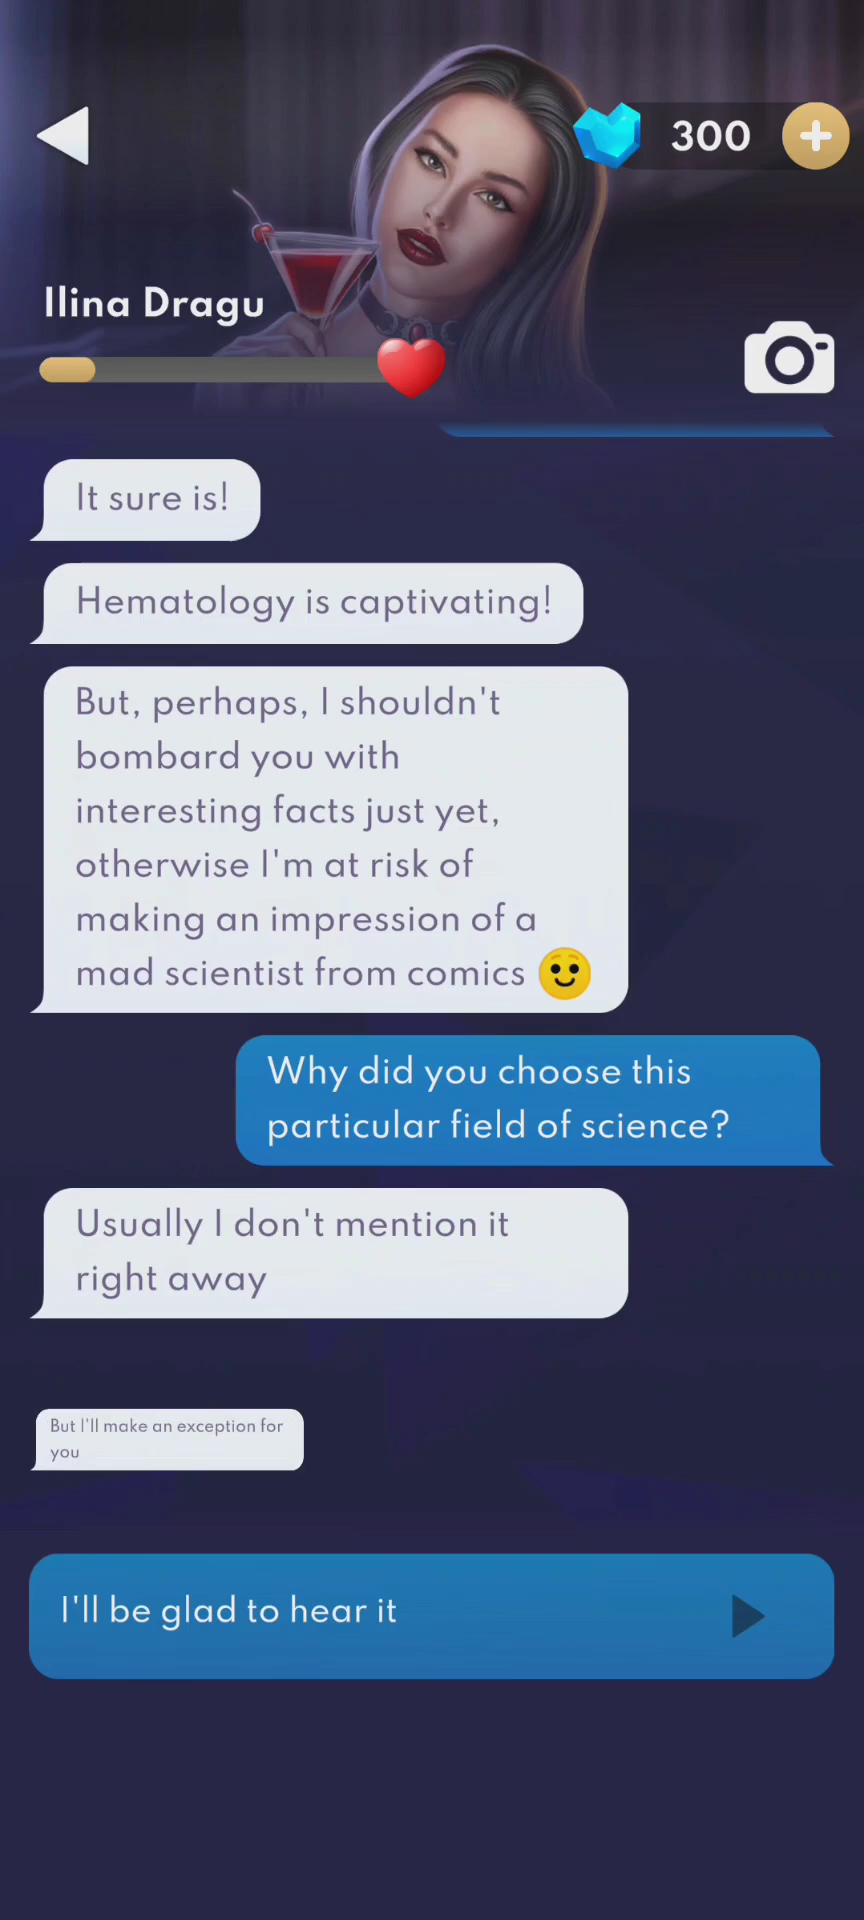 300
Ilina Dragu
It sure is!
Hematology is captivating!
But, perhaps, I shouldn't
bombard you with
interesting facts just yet,
otherwise I'm at risk of
making an impression of a
mad scientist from comics
Why did you choose this
particular field of science?
Usually I don't mention it
right away
But I'll make an exception for
you
I'll be glad to hear it